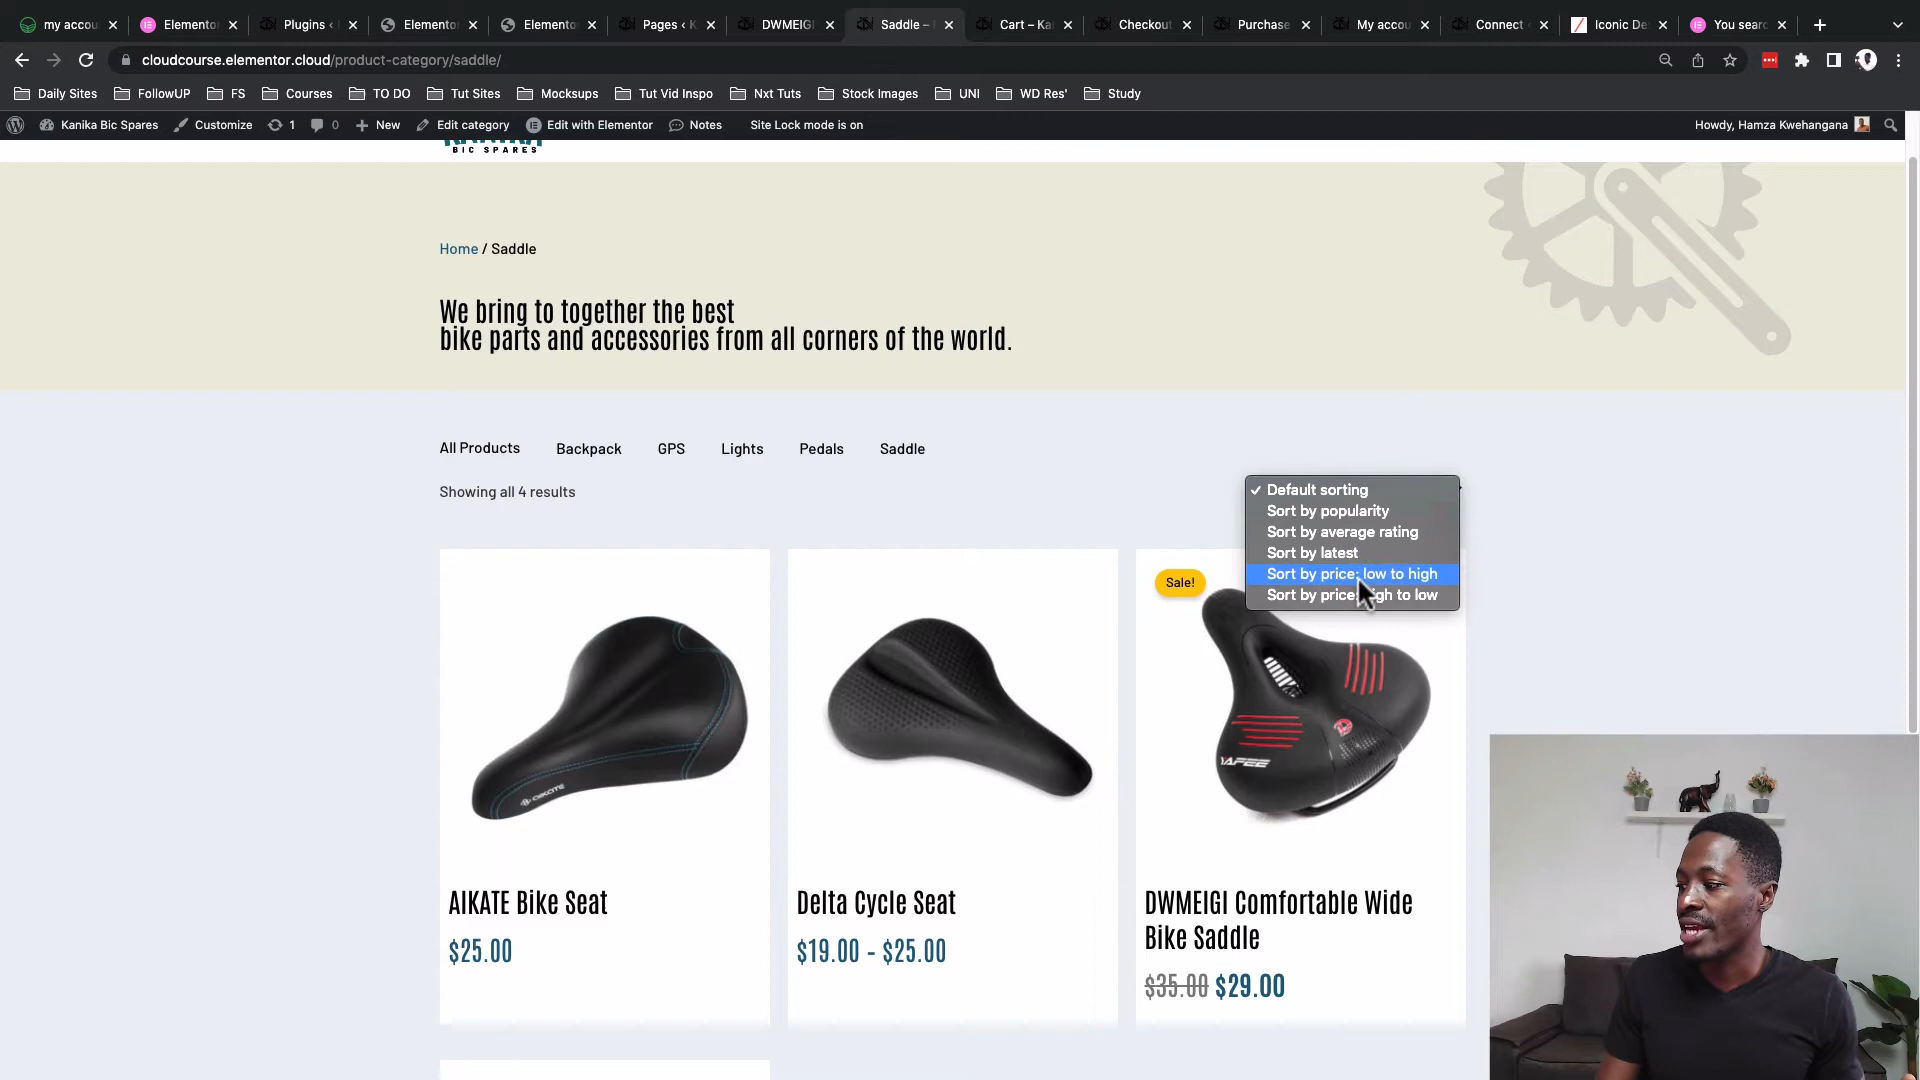 my accou
Elementor
Plugins ‹
Elementor
Elementor
Pages ‹ K
DWMEIGI
Saddle –
Cart – Ka
Checkout
Purchase
My accou
Connect ‹
Iconic De
You sear
cloudcourse.elementor.cloud/product-category/saddle/
Daily Sites
FollowUP
FS
Courses
TO DO
Tut Sites
Mocksups
Tut Vid Inspo
Nxt Tuts
Stock Images
UNI
WD Res'
Study
Kanika Bic Spares
Customize
1
0
New
Edit category
Edit with Elementor
Notes
Site Lock mode is on
Howdy, Hamza Kwehangana
BIC SPARES
Home / Saddle
We bring to together the best
bike parts and accessories from all corners of the world.
All Products
Backpack
GPS
Lights
Pedals
Saddle
Showing all 4 results
Default sorting
Sort by popularity
Sort by average rating
Sort by latest
Sort by price: low to high
Sort by price: high to low
Sale!
YAFEE
AIKATE Bike Seat
$25.00
Delta Cycle Seat
$19.00 – $25.00
DWMEIGI Comfortable Wide
Bike Saddle
$35.00 $29.00